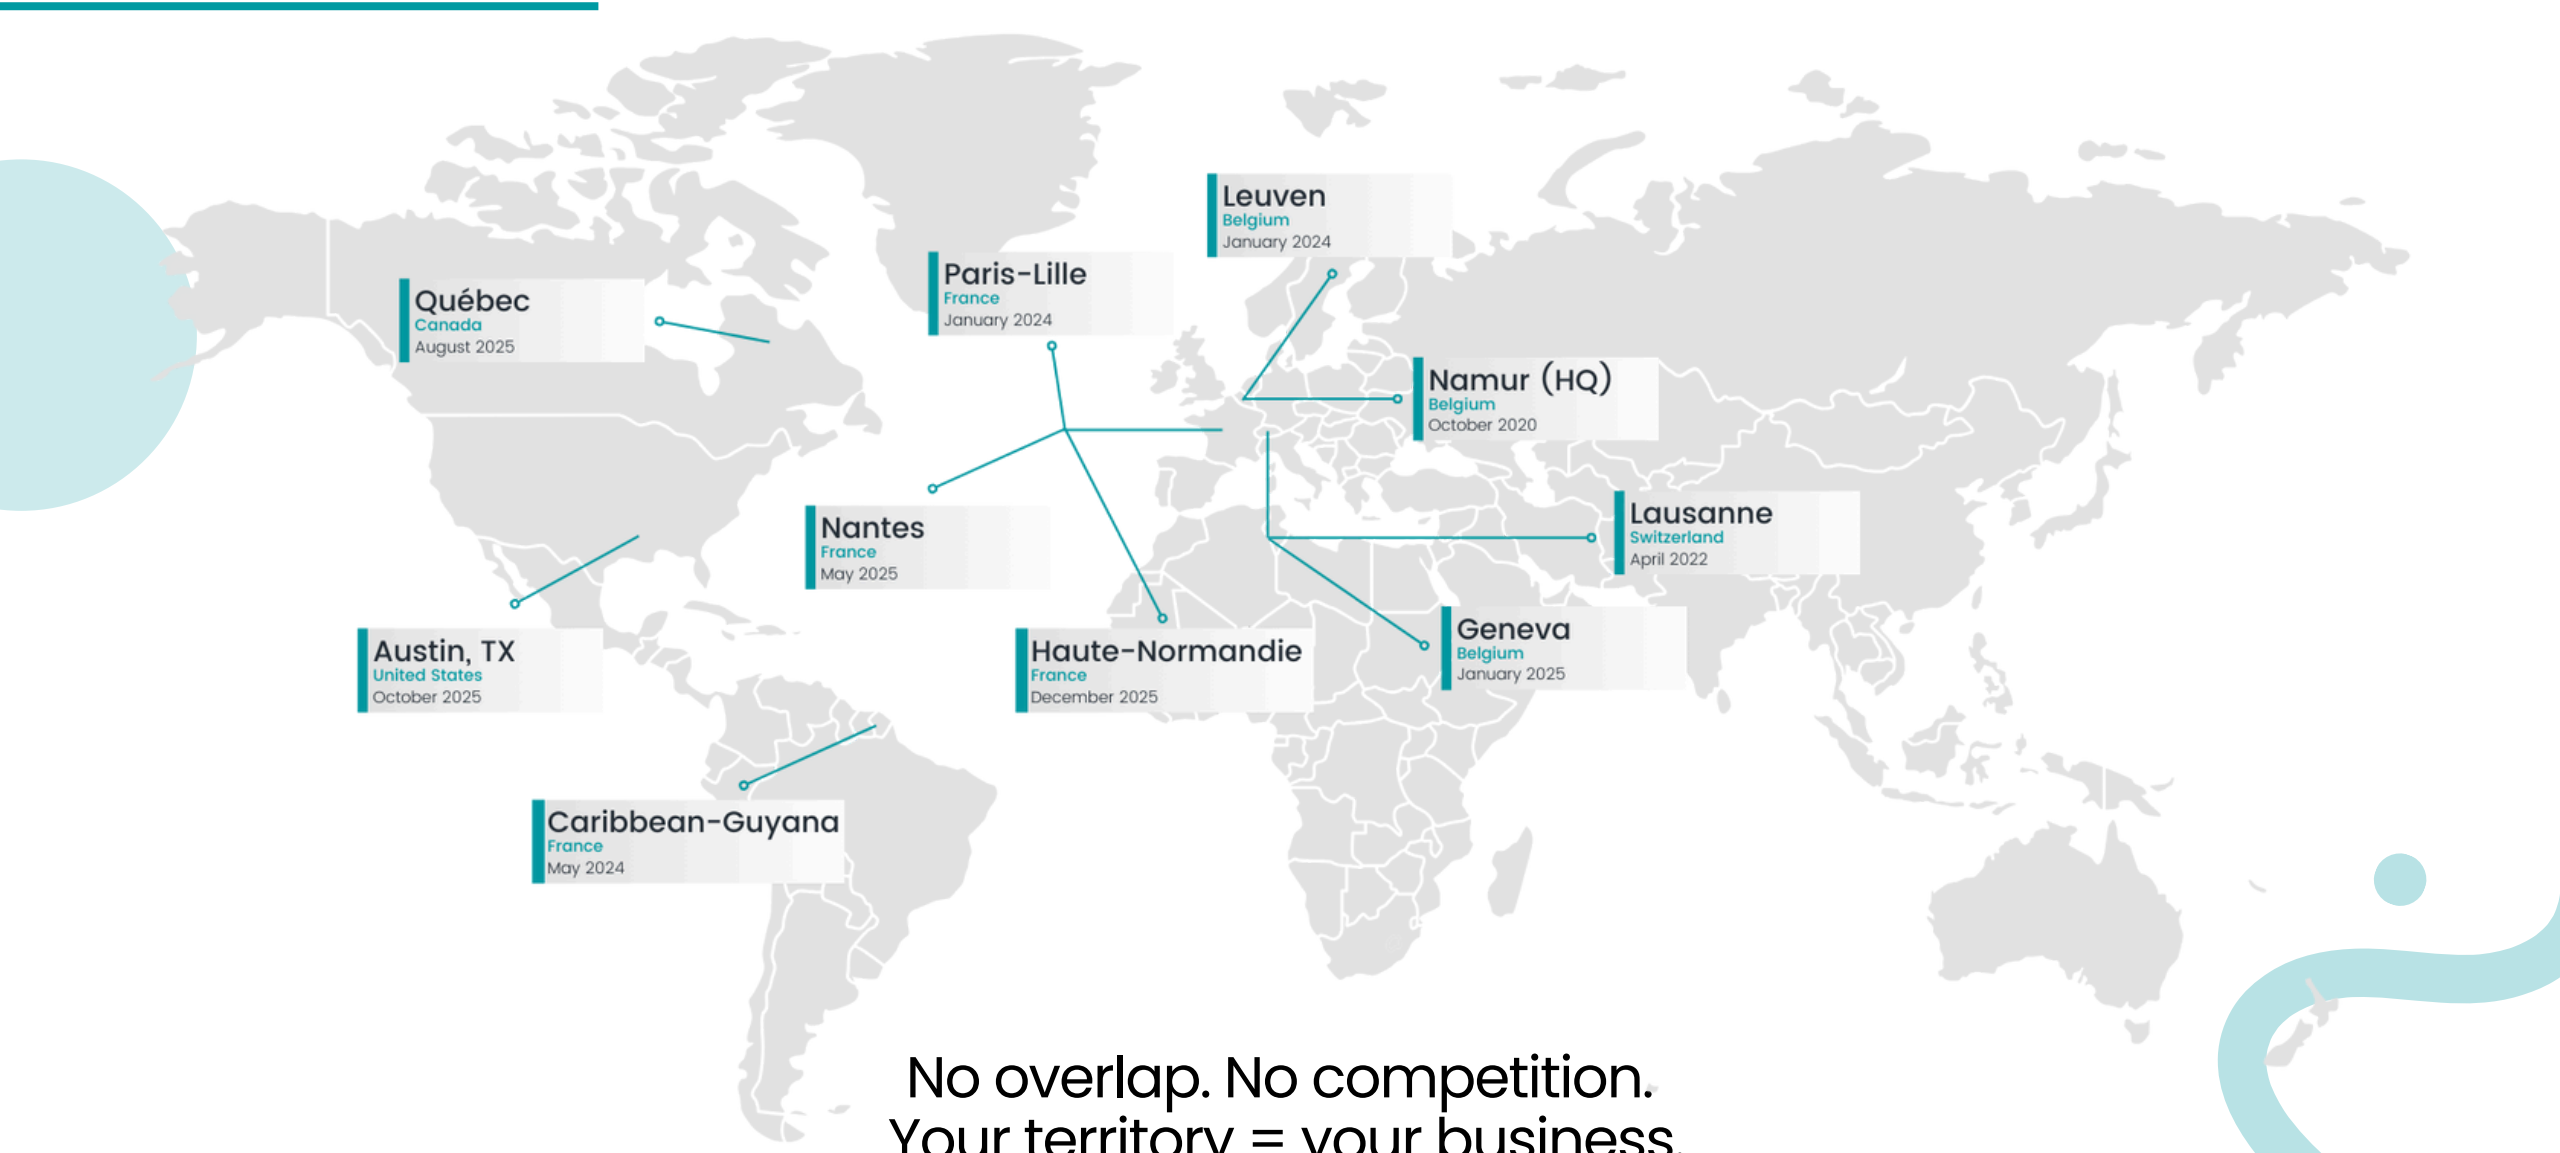 Leuven
Belgium
January 2024
Paris-Lille
France
January 2024
Québec
Canada
August 2025
Namur (HQ)
Belgium
October 2020
Nantes
France
May 2025
Lausanne
Switzerland
April 2022
Austin, TX
United States
October 2025
Haute-Normandie
France
December 2025
Geneva
Belgium
January 2025
Caribbean-Guyana
France
May 2024
No overlap. No competition.
Your territory = your business.